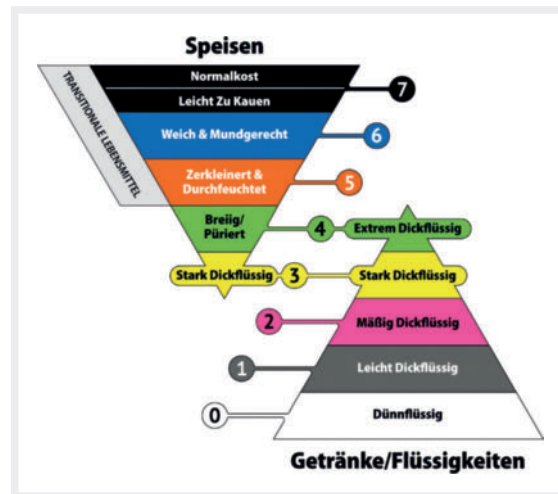 Speisen
TRANSITIONALE LEBENSMITTEL
Normalkost
Leicht Zu Kauen
7
Weich & Mundgerecht
6
Zerkleinert &
Durchfeuchtet
5
Breiig/
Püriert
4
Extrem Dickflüssig
Stark Dickflüssig
3
Stark Dickflüssig
2
Mäßig Dickflüssig
1
Leicht Dickflüssig
0
Dünnflüssig
Getränke/Flüssigkeiten